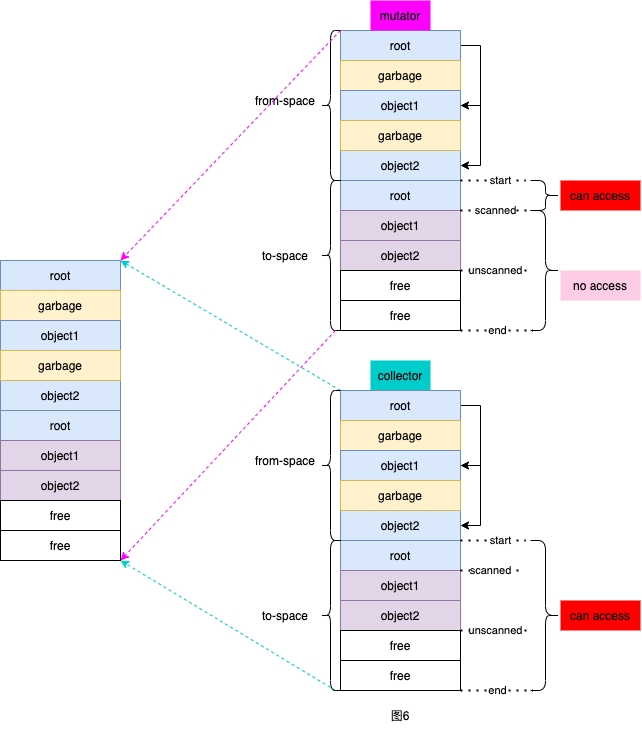 mutator
root
garbage
from-space
object1
garbage
object2
start
root
can access
scanned
object1
to-space
object2
unscanned
free
no access
free
end
root
garbage
object1
garbage
object2
root
object1
object2
free
free
collector
root
garbage
from-space
object1
garbage
object2
start
root
scanned
object1
to-space
object2
can access
unscanned
free
free
end
图6